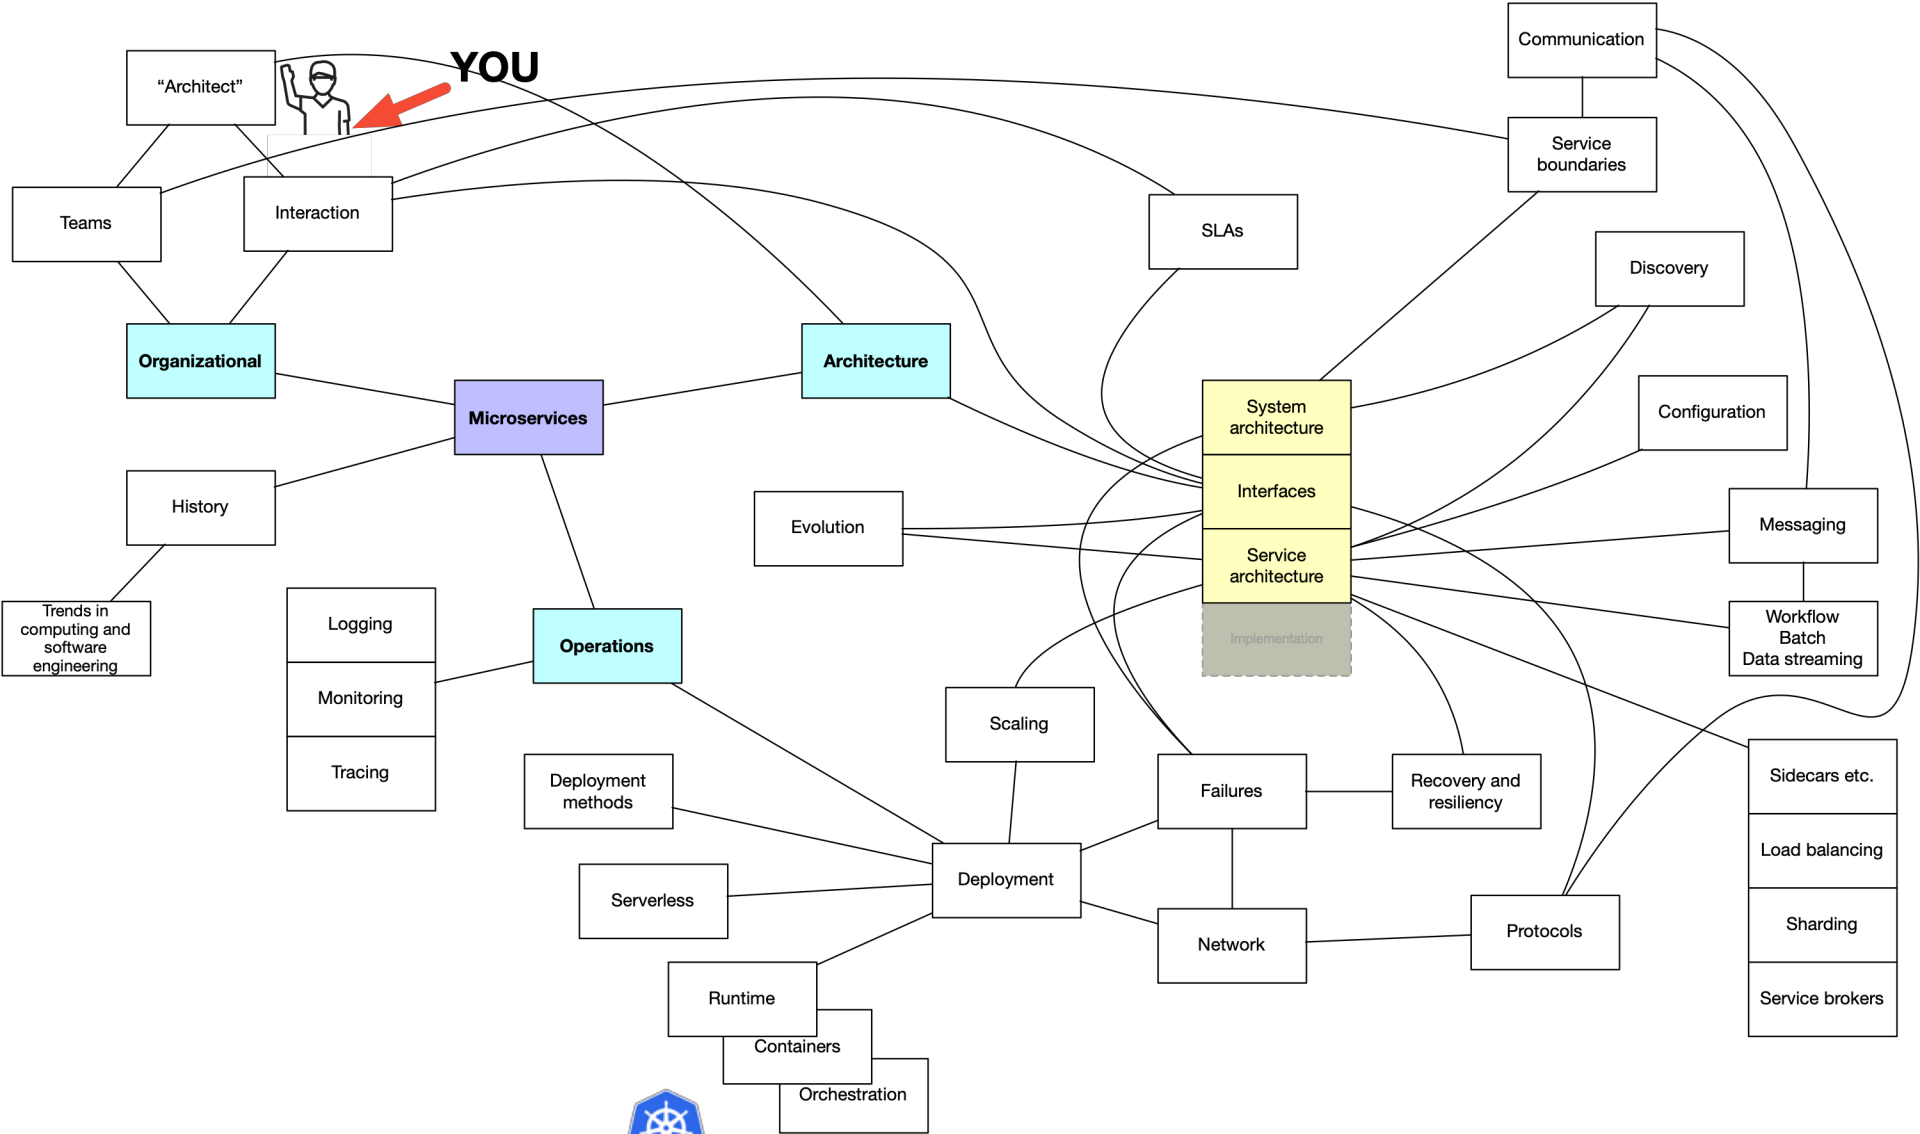 YOU
Communication
“Architect”
Service
boundaries
Teams
Interaction
SLAs
Discovery
Organizational
Architecture
Microservices
System
architecture
Configuration
Interfaces
History
Evolution
Messaging
Service
architecture
Trends in
computing and
software
engineering
Logging
Monitoring
Tracing
Operations
Implementation
Workflow
Batch
Data streaming
Scaling
Deployment
methods
Failures
Recovery and
resiliency
Sidecars etc.
Load balancing
Sharding
Service brokers
Deployment
Serverless
Network
Protocols
Runtime
Containers
Orchestration